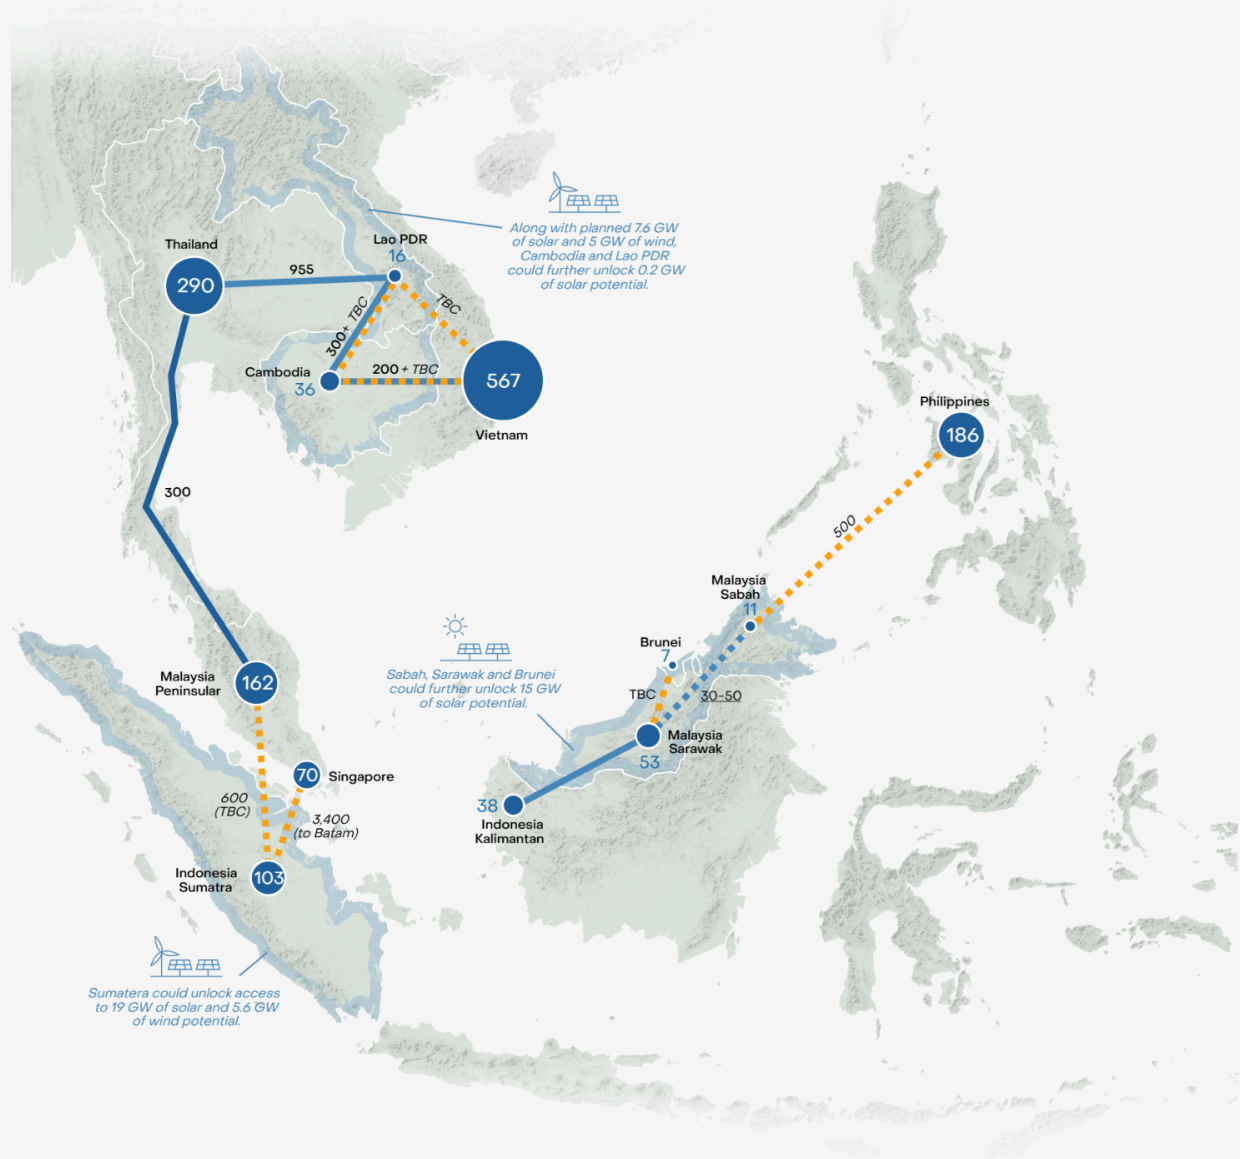 Along with planned 7.6 GW
of solar and 5 GW of wind,
Cambodia and Lao PDR
could further unlock 0.2 GW
of solar potential.
Thailand
290
955
Lao PDR
16
300+ TBC
TBC
Cambodia
36
200 + TBC
567
Vietnam
Philippines
186
300
500
Malaysia
Sabah
11
Brunei
7
Sabah, Sarawak and Brunei
could further unlock 15 GW
of solar potential.
TBC
30-50
Malaysia
Peninsular
162
Malaysia
Sarawak
53
70
Singapore
600
(TBC)
3,400
(to Batam)
38
Indonesia
Kalimantan
Indonesia
Sumatra
103
Sumatera could unlock access
to 19 GW of solar and 5.6 GW
of wind potential.